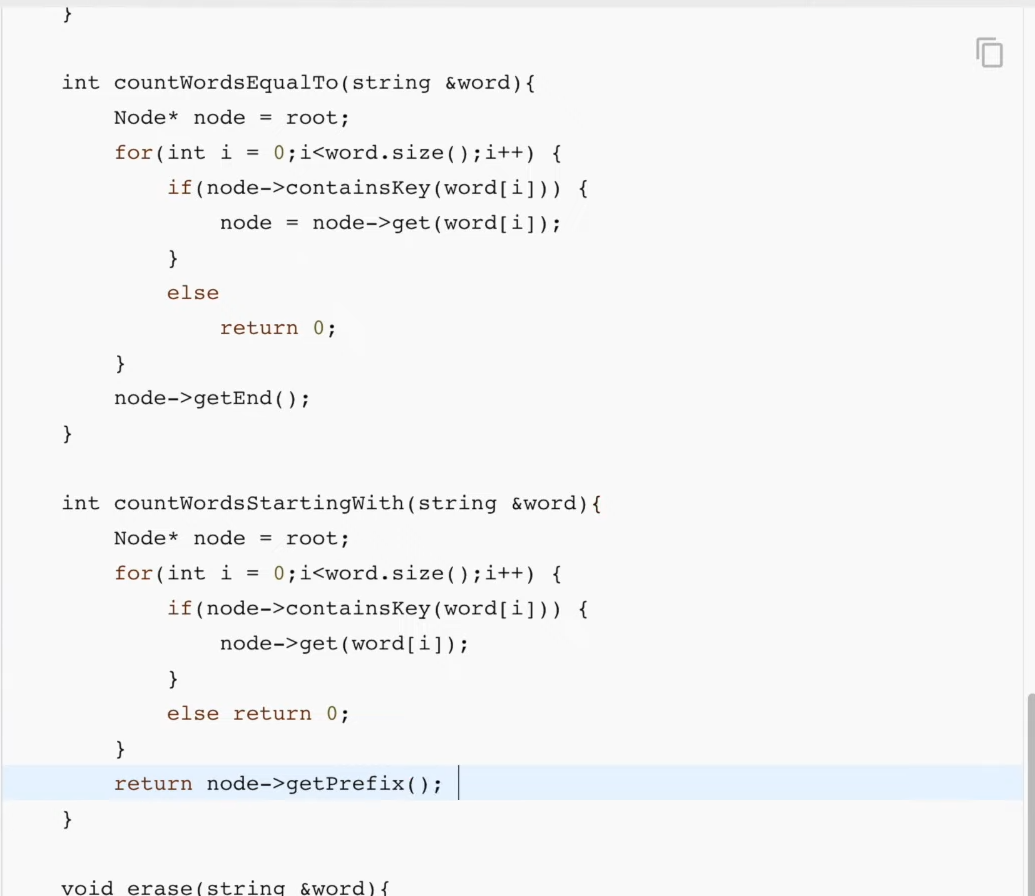 }
int countWordsEqualTo(string &word){
Node* node = root;
for(int i = 0;i<word.size();i++) {
if(node->containsKey(word[i])) {
node = node->get(word[i]);
}
else
return 0;
}
node->getEnd();
}
int countWordsStartingWith(string &word){
Node* node = root;
for(int i = 0;i<word.size();i++) {
if(node->containsKey(word[i])) {
node->get(word[i]);
}
else return 0;
}
return node->getPrefix();
}
void erase(string &word){